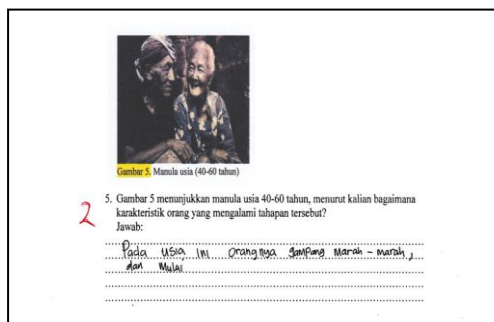 Gambar 5. Manula usia (40-60 tahun)
5. Gambar 5 menunjukkan manula usia 40-60 tahun, menurut kalian bagaimana
karakteristik orang yang mengalami tahapan tersebut?
2
Jawab:
Pada usia ini orangnya gampang marah-marah,
dan mulai